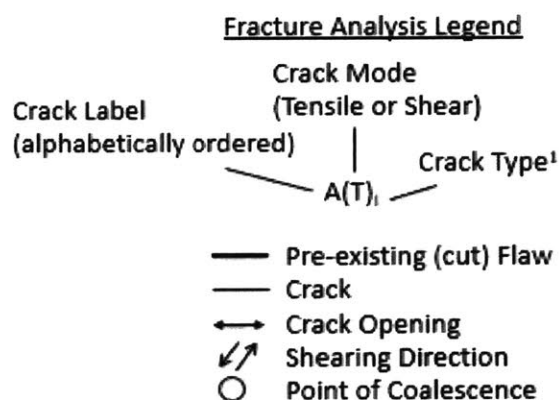 Fracture Analysis Legend
Crack Mode
(Tensile or Shear)
Crack Label
(alphabetically ordered)
Crack Type¹
A(T)ᵢ
Pre-existing (cut) Flaw
Crack
Crack Opening
Shearing Direction
Point of Coalescence